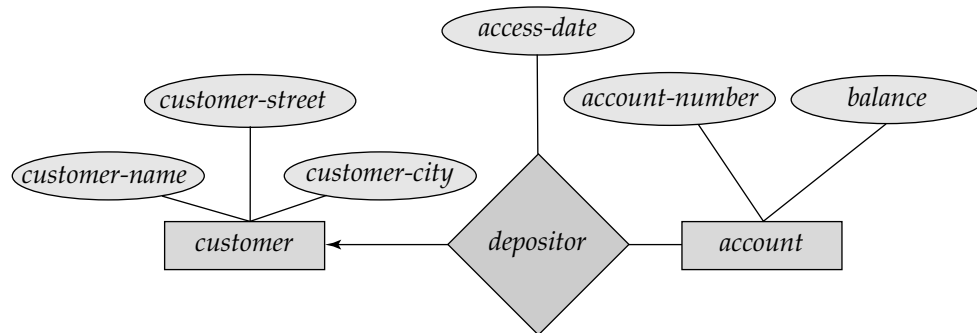 access-date
customer-street
account-number
balance
customer-name
customer-city
customer
depositor
account